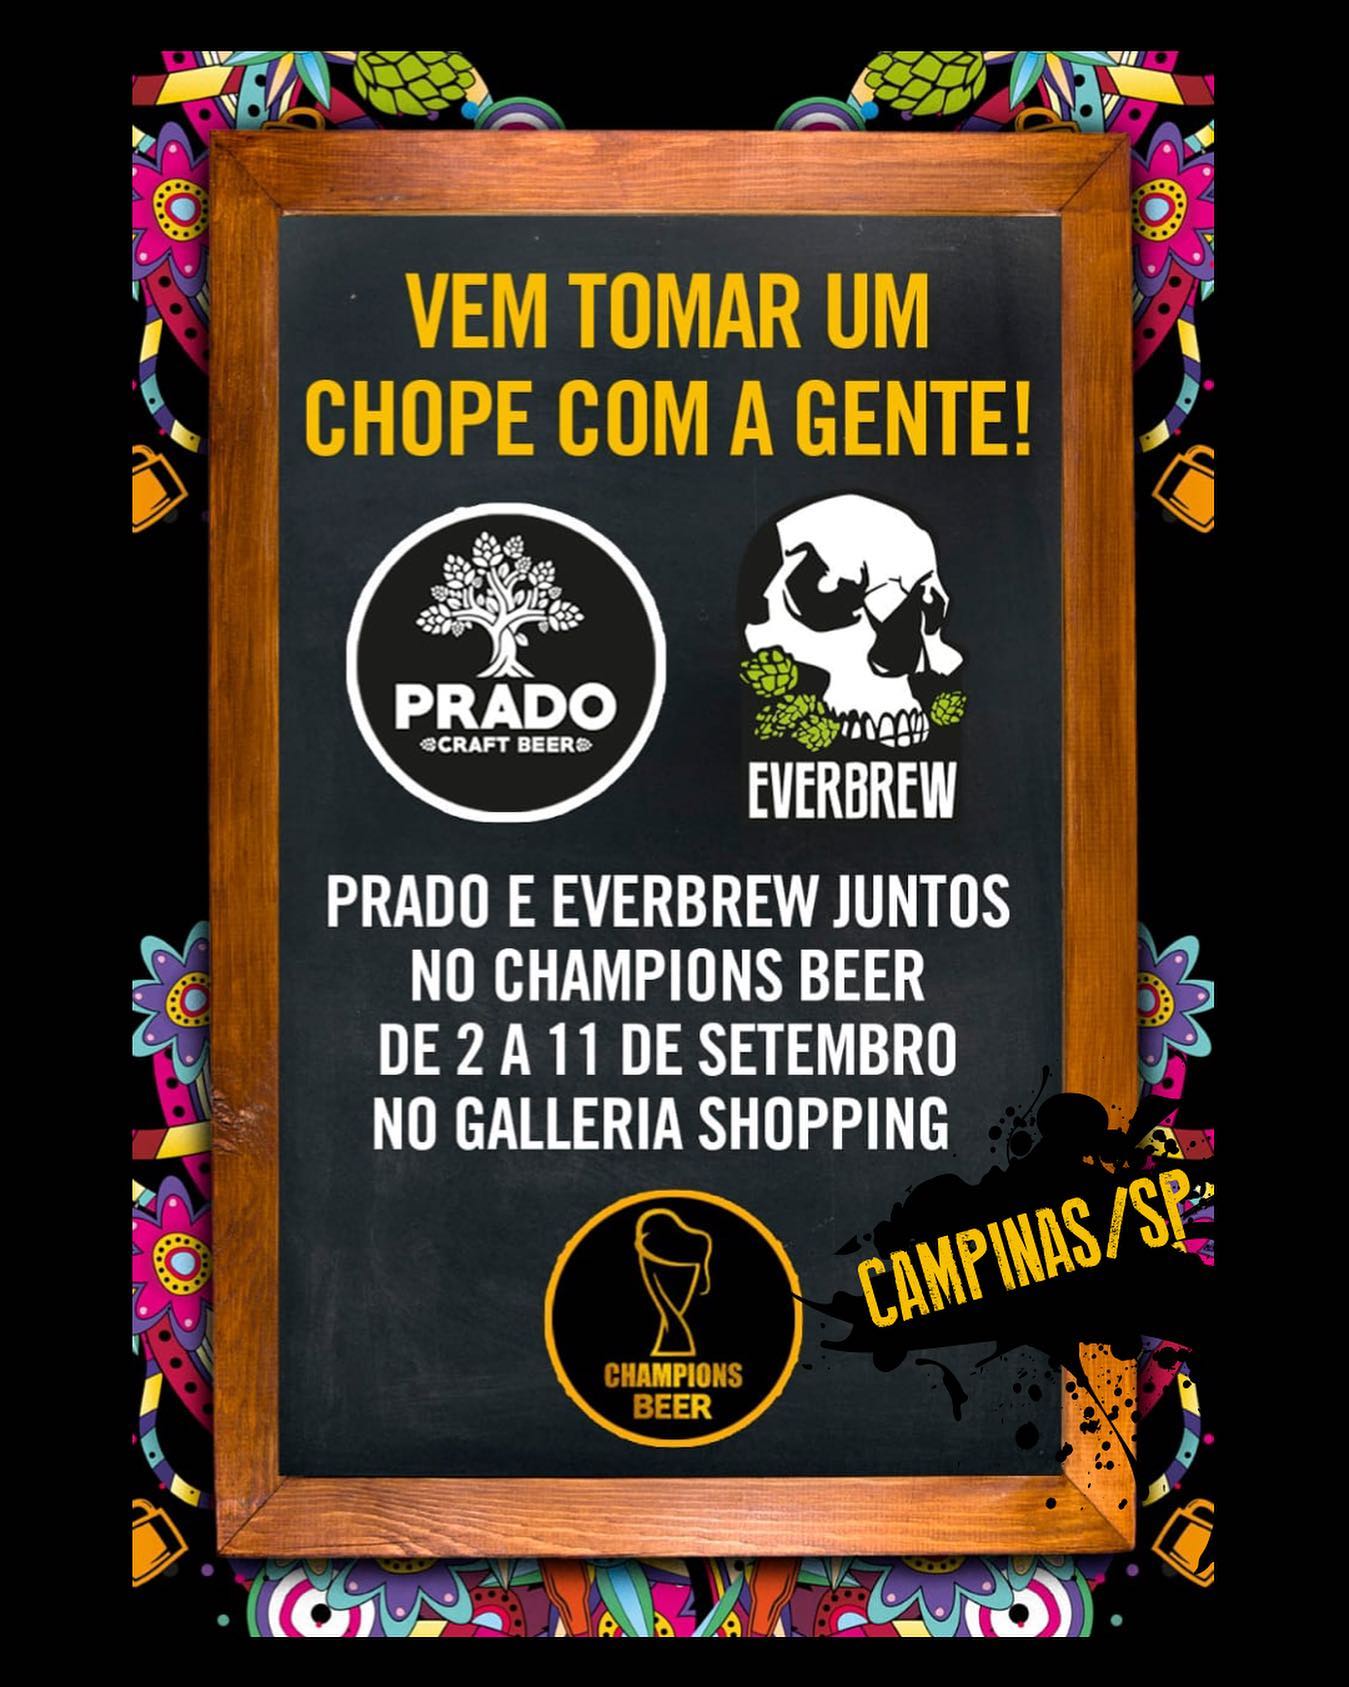 VEM TOMAR UM
CHOPE COM A GENTE!
PRADO
CRAFT BEER
EVERBREW
PRADO E EVERBREW JUNTOS
NO CHAMPIONS BEER
DE 2 A 11 DE SETEMBRO
NO GALLERIA SHOPPING
CAMPINAS/SP
CHAMPIONS
BEER